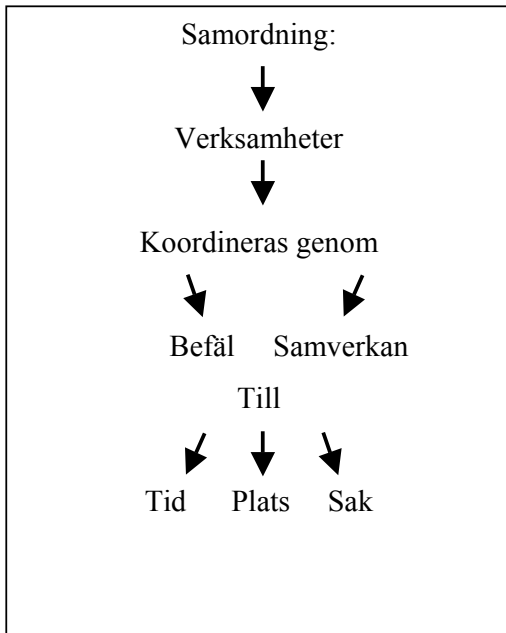 Samordning:
Verksamheter
Koordineras genom
Befäl Samverkan
Till
Tid Plats Sak